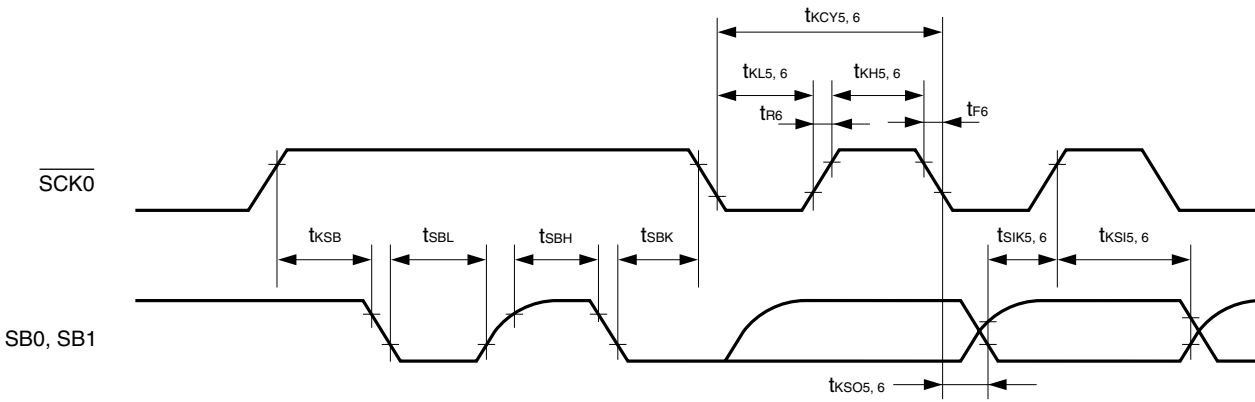 tKCY5, 6
tKL5, 6
tKH5, 6
tR6
tF6
SCK0
tKSB
tSBL
tSBH
tSBK
tSIK5, 6
tKSI5, 6
SB0, SB1
tKSO5, 6